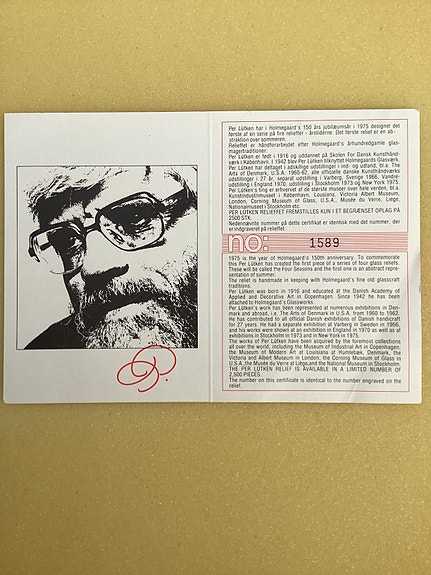 Per Lütken har i Holmegaard's 150 års jubilæumsår i 1975 designet det
første af en serie på fire relieffer - årstiderne. Det første relief er en ab-
straktion over sommeren.
Relieffet er håndforarbejdet efter Holmegaard's århundredgamle glas-
magertraditioner.
Per Lütken er født i 1916 og uddannet på Skolen For Dansk Kunsthånd-
værk i København. I 1942 blev Per Lütken tilknyttet Holmegaards Glasværk.
Per Lütken har deltaget i adskillige udstillinger i ind- og udland, bl.a. The
Arts of Denmark, U.S.A. 1960-62, alle officielle danske Kunsthåndværks
udstillinger i 27 år, separat udstilling i Varberg, Sverige 1966, Vandre-
udstilling i England 1970, udstilling i Stockholm 1973 og New York 1975.
Per Lütken's ting er erhvervet af de største museer over hele verden, bl.a.
Kunstindustrimuseet i København, Louisiana, Victoria Albert Museum,
London, Corning Museum of Glass, U.S.A., Musée du Verre, Liege,
Nationalmuseet i Stockholm etc.
PER LÜTKEN RELIEFFET FREMSTILLES KUN I ET BEGRÆNSET OPLAG PÅ
2500 STK.
Nedennævnte nummer på dette certifikat er identisk med det nummer, der
er indgraveret på relieffet.
no: 1589
1975 is the year of Holmegaard's 150th anniversary. To commemorate
this Per Lütken has created the first piece of a series of four glass reliefs.
These will be called the Four Seasons and the first one is an abstract repre-
sentation of summer.
The relief is handmade in keeping with Holmegaard's fine old glasscraft
traditions.
Per Lütken was born in 1916 and educated at the Danish Academy of
Applied and Decorative Art in Copenhagen. Since 1942 he has been
attached to Holmegaard's Glassworks.
Per Lütken's work has been represented at numerous exhibitions in Den-
mark and abroad, i.e. The Arts of Denmark in U.S.A. from 1960 to 1962.
He has contributed to all official Danish Exhibitions of Danish handicraft
for 27 years. He had a separate exhibition at Varberg in Sweden in 1966,
and his works were shown at an exhibition in England in 1970 as well as at
exhibitions in Stockholm in 1973 and in New York in 1975.
The works of Per Lütken have been acquired by the foremost collections
all over the world, including the Museum of Industrial Art in Copenhagen,
the Museum of Modern Art at Louisiana at Humlebæk, Denmark, the
Victoria and Albert Museum in London, the Corning Museum of Glass in
U.S.A., the Musée du Verre at Liege, and the National Museum in Stockholm.
THE PER LÜTKEN RELIEF IS AVAILABLE IN A LIMITED NUMBER OF
2,500 PIECES.
The number on this certificate is identical to the number engraved on the
relief.